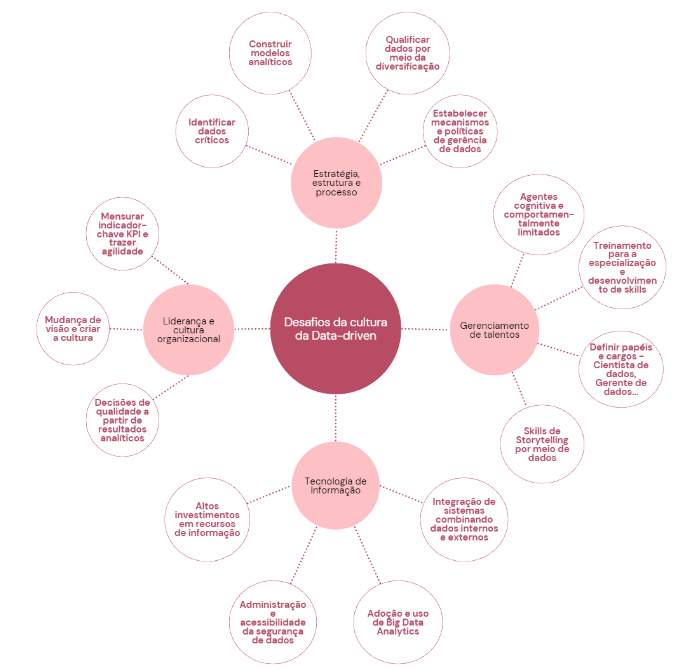 Construir
modelos
analíticos
Qualificar
dados por
meio da
diversificação
Identificar
dados
críticos
Estabelecer
mecanismos
e políticas
de gerência
de dados
Estratégia,
estrutura e
processo
Agentes
cognitiva e
comportamen-
talmente
limitados
Mensurar
indicador-
chave KPI e
trazer
agilidade
Treinamento
para a
especialização
e
desenvolvimen
to de skills
Mudança de
visão e criar
a cultura
Liderança e
cultura
organizacional
Desafios da cultura
da Data-driven
Gerenciamento
de talentos
Definir papéis
e cargos -
Cientista de
dados,
Gerente de
dados...
Decisões de
qualidade a
partir de
resultados
analíticos
Skills de
Storytelling
por meio de
dados
Tecnologia de
informação
Altos
investimentos
em recursos
de informação
Integração de
sistemas
combinando
dados internos
e externos
Administração
e
acessibilidade
da segurança
de dados
Adoção e uso
de Big Data
Analytics